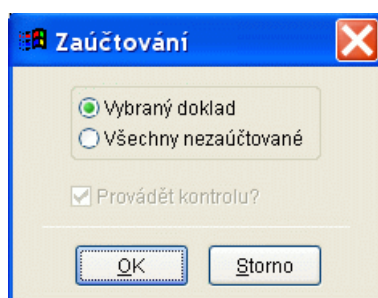 Zaúčtování
Vybraný doklad
Všechny nezaúčtované
Provádět kontrolu?
OK
Storno